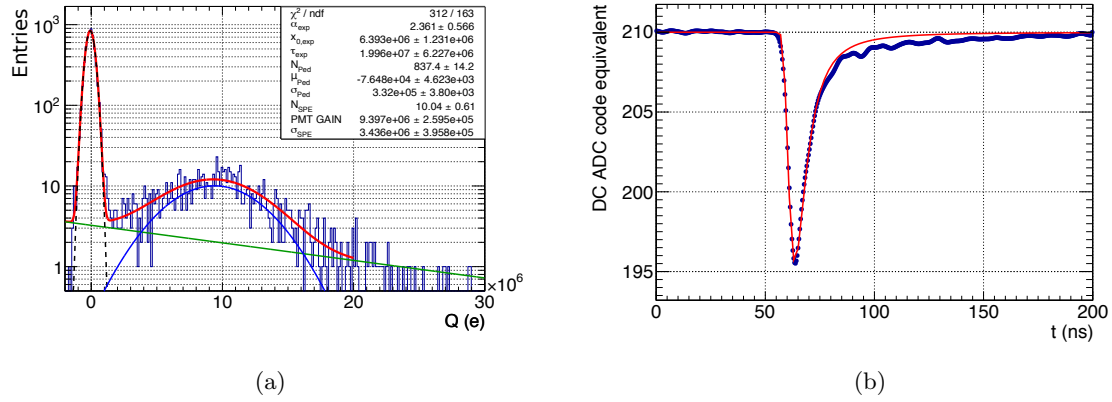 χ² / ndf 312 / 163
α_exp 2.361 ± 0.566
x_0,exp 6.393e+06 ± 1.231e+06
τ_exp 1.996e+07 ± 6.227e+06
N_Ped 837.4 ± 14.2
μ_Ped -7.648e+04 ± 4.623e+03
σ_Ped 3.32e+05 ± 3.80e+03
N_SPE 10.04 ± 0.61
PMT GAIN 9.397e+06 ± 2.595e+05
σ_SPE 3.436e+06 ± 3.958e+05
Entries
10³
10²
10
1
0 10 20 30
×10⁶
Q (e)
(a)
DC ADC code equivalent
210
205
200
195
0 50 100 150 200
t (ns)
(b)